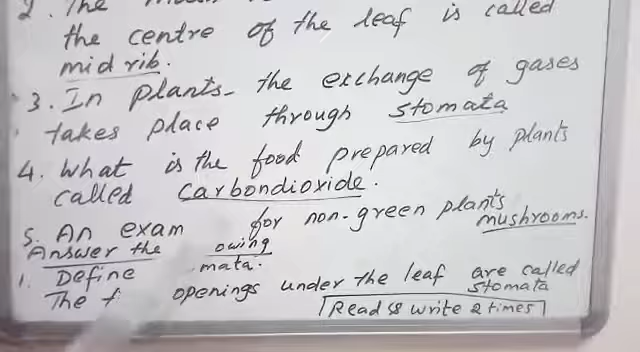 2. The
the centre of the leaf is called
mid rib.
3. In plants- the exchange of gases
takes place through stomata
4. What is the food prepared by plants
called carbondioxide.
5. An exam for non-green plants
mushrooms.
Answer the owing
1. Define mata.
The openings under the leaf are called
stomata
Read & write 2 times